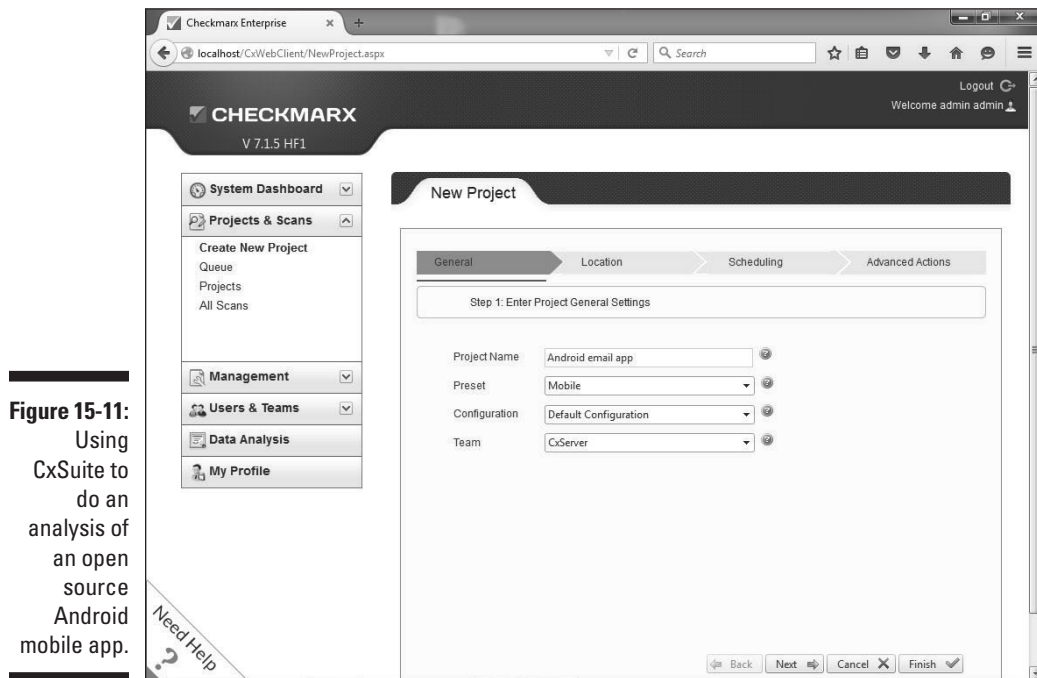 Checkmarx Enterprise
localhost/CxWebClient/NewProject.aspx
Search
Logout
Welcome admin admin
CHECKMARX
V 7.1.5 HF1
System Dashboard
Projects & Scans
Create New Project
Queue
Projects
All Scans
Management
Users & Teams
Data Analysis
My Profile
New Project
General Location Scheduling Advanced Actions
Step 1: Enter Project General Settings
Project Name Android email app
Preset Mobile
Configuration Default Configuration
Team CxServer
Need Help
?
Back Next Cancel Finish
Figure 15-11:
Using
CxSuite to
do an
analysis of
an open
source
Android
mobile app.